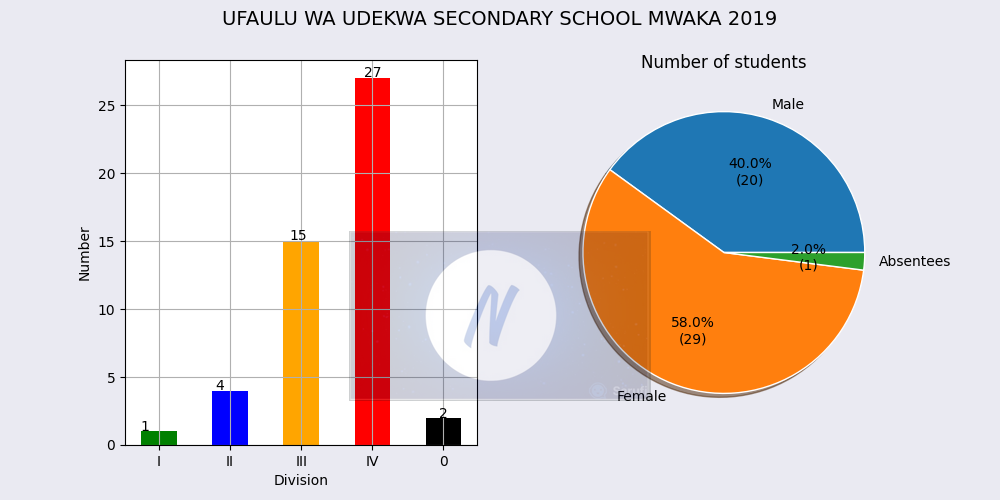 UFAULU WA UDEKWA SECONDARY SCHOOL MWAKA 2019
Number
25
20
15
10
5
0
1
4
15
27
2
I
II
III
IV
0
Division
Number of students
Male
40.0%
(20)
2.0%
(1)
Absentees
58.0%
(29)
Female
N